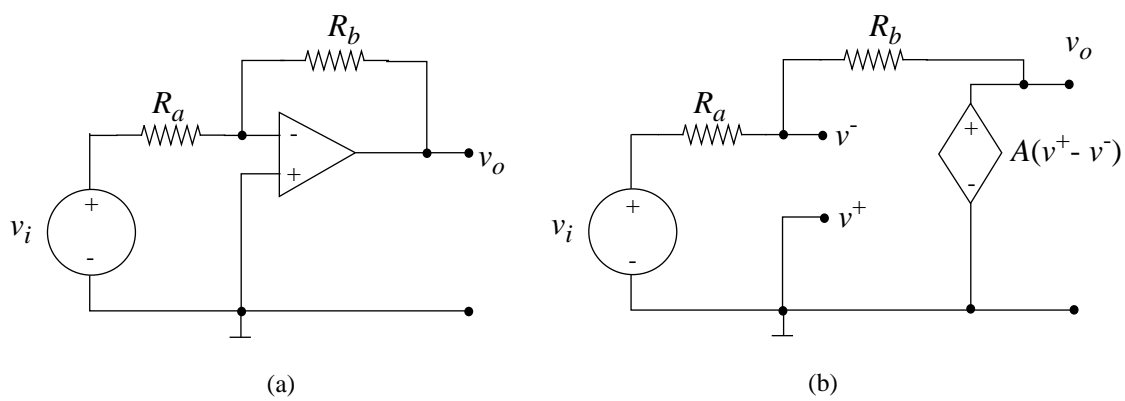 R_b
R_a
-
+
v_o
+
v_i
-
(a)
R_b
v_o
R_a
v^-
+
A(v^+ - v^-)
-
v^+
+
v_i
-
(b)